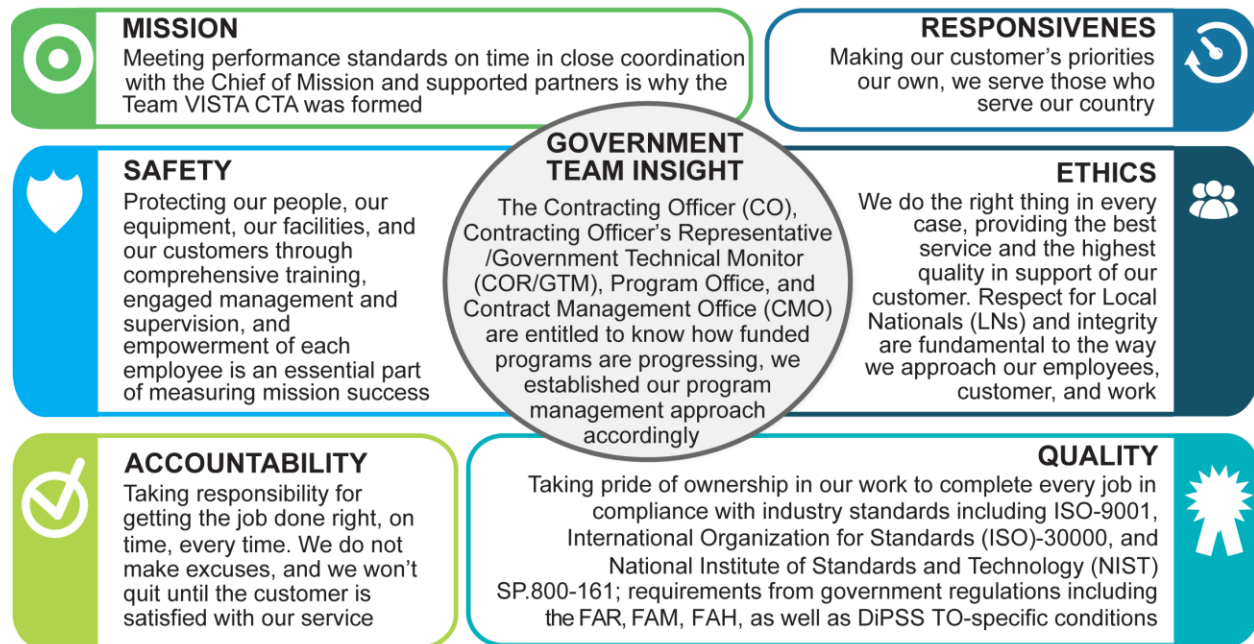 MISSION
Meeting performance standards on time in close coordination
with the Chief of Mission and supported partners is why the
Team VISTA CTA was formed
RESPONSIVENES
Making our customer’s priorities
our own, we serve those who
serve our country
SAFETY
Protecting our people, our
equipment, our facilities, and
our customers through
comprehensive training,
engaged management and
supervision, and
empowerment of each
employee is an essential part
of measuring mission success
GOVERNMENT
TEAM INSIGHT
The Contracting Officer (CO),
Contracting Officer’s Representative
/Government Technical Monitor
(COR/GTM), Program Office, and
Contract Management Office (CMO)
are entitled to know how funded
programs are progressing, we
established our program
management approach
accordingly
ETHICS
We do the right thing in every
case, providing the best
service and the highest
quality in support of our
customer. Respect for Local
Nationals (LNs) and integrity
are fundamental to the way
we approach our employees,
customer, and work
ACCOUNTABILITY
Taking responsibility for
getting the job done right, on
time, every time. We do not
make excuses, and we won’t
quit until the customer is
satisfied with our service
QUALITY
Taking pride of ownership in our work to complete every job in
compliance with industry standards including ISO-9001,
International Organization for Standards (ISO)-30000, and
National Institute of Standards and Technology (NIST)
SP.800-161; requirements from government regulations including
the FAR, FAM, FAH, as well as DiPSS TO-specific conditions